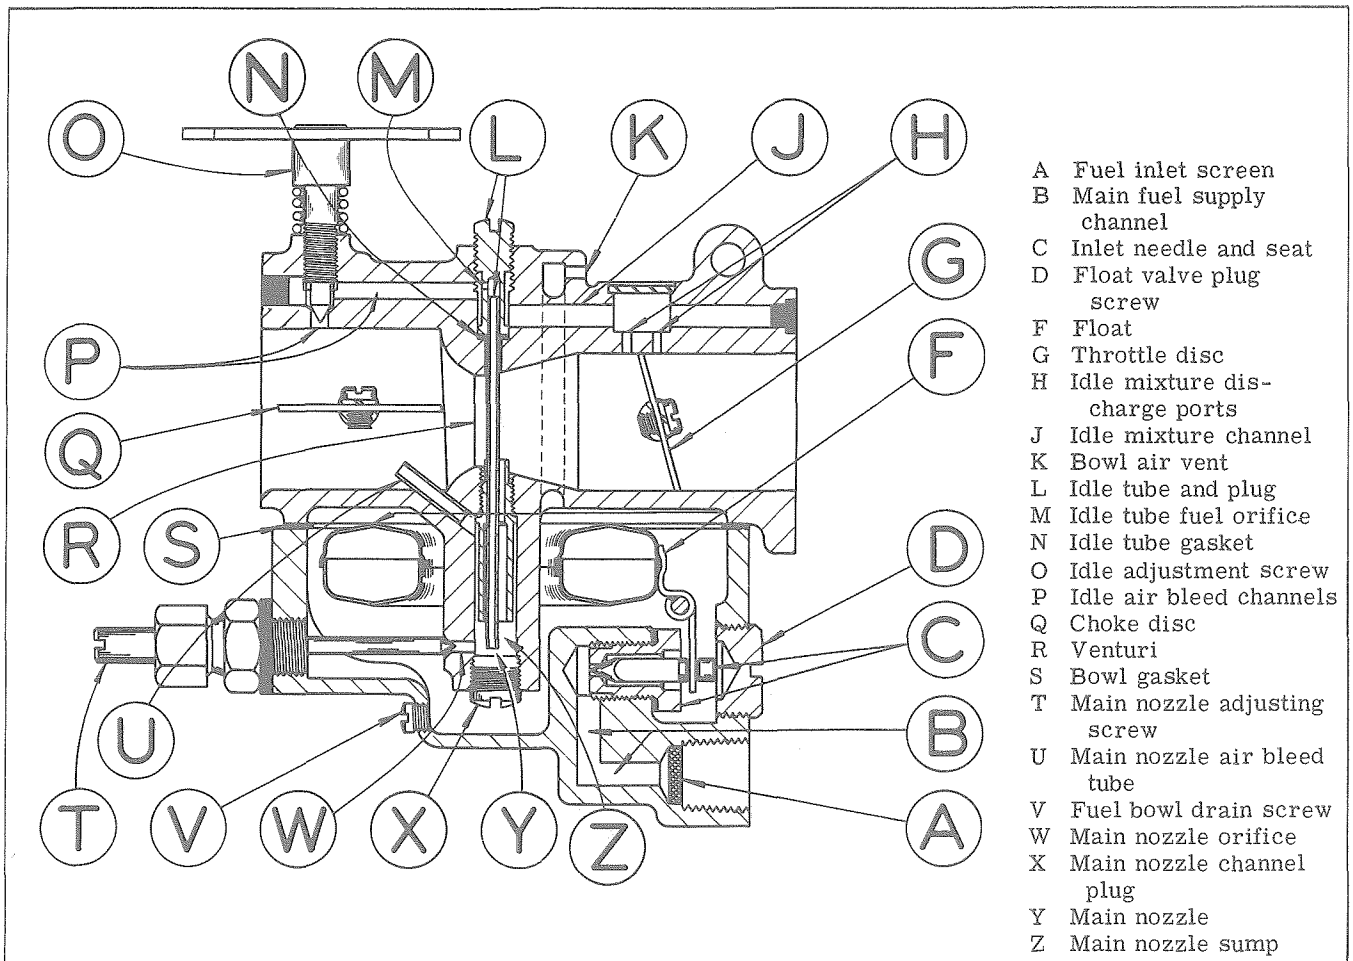 N M
O L K J H
G
P F
Q
R S D
C
U B
T V W X Y Z A
A Fuel inlet screen
B Main fuel supply
channel
C Inlet needle and seat
D Float valve plug
screw
F Float
G Throttle disc
H Idle mixture dis-
charge ports
J Idle mixture channel
K Bowl air vent
L Idle tube and plug
M Idle tube fuel orifice
N Idle tube gasket
O Idle adjustment screw
P Idle air bleed channels
Q Choke disc
R Venturi
S Bowl gasket
T Main nozzle adjusting
screw
U Main nozzle air bleed
tube
V Fuel bowl drain screw
W Main nozzle orifice
X Main nozzle channel
plug
Y Main nozzle
Z Main nozzle sump